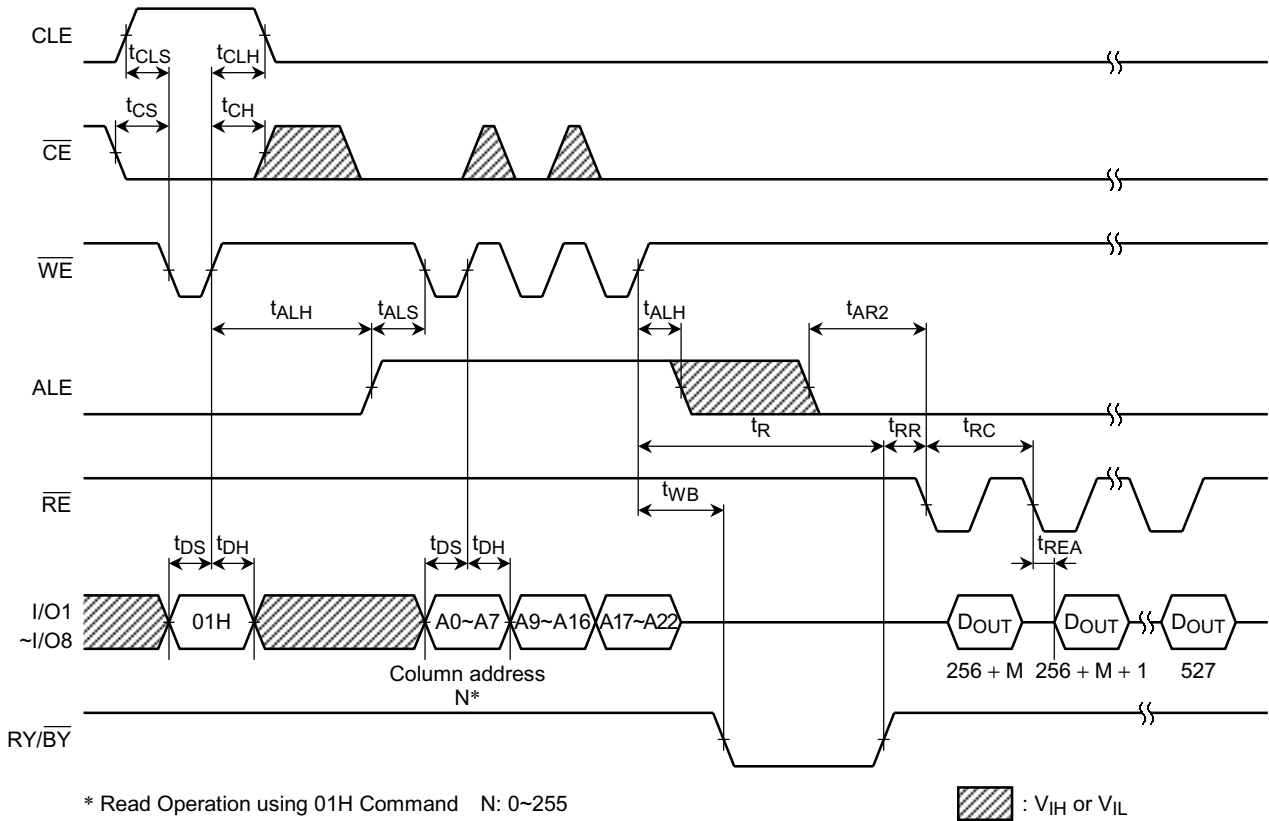 CLE
tCLS tCLH
tCS tCH
CE
WE
tALH tALS tALH tAR2
ALE
tR tRR tRC
RE
tWB
tDS tDH tDS tDH tREA
I/O1
~I/O8
01H A0~A7 A9~A16 A17~A22 DOUT DOUT DOUT
Column address
N*
256 + M 256 + M + 1 527
RY/BY
* Read Operation using 01H Command N: 0~255
: VIH or VIL